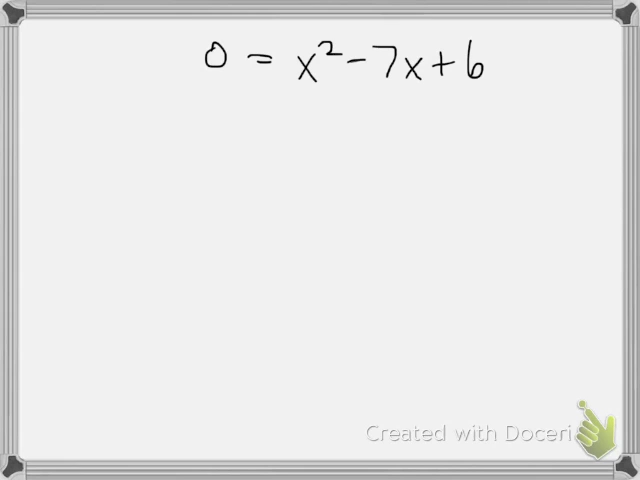 0 = x² - 7x + 6
Created with Doceri